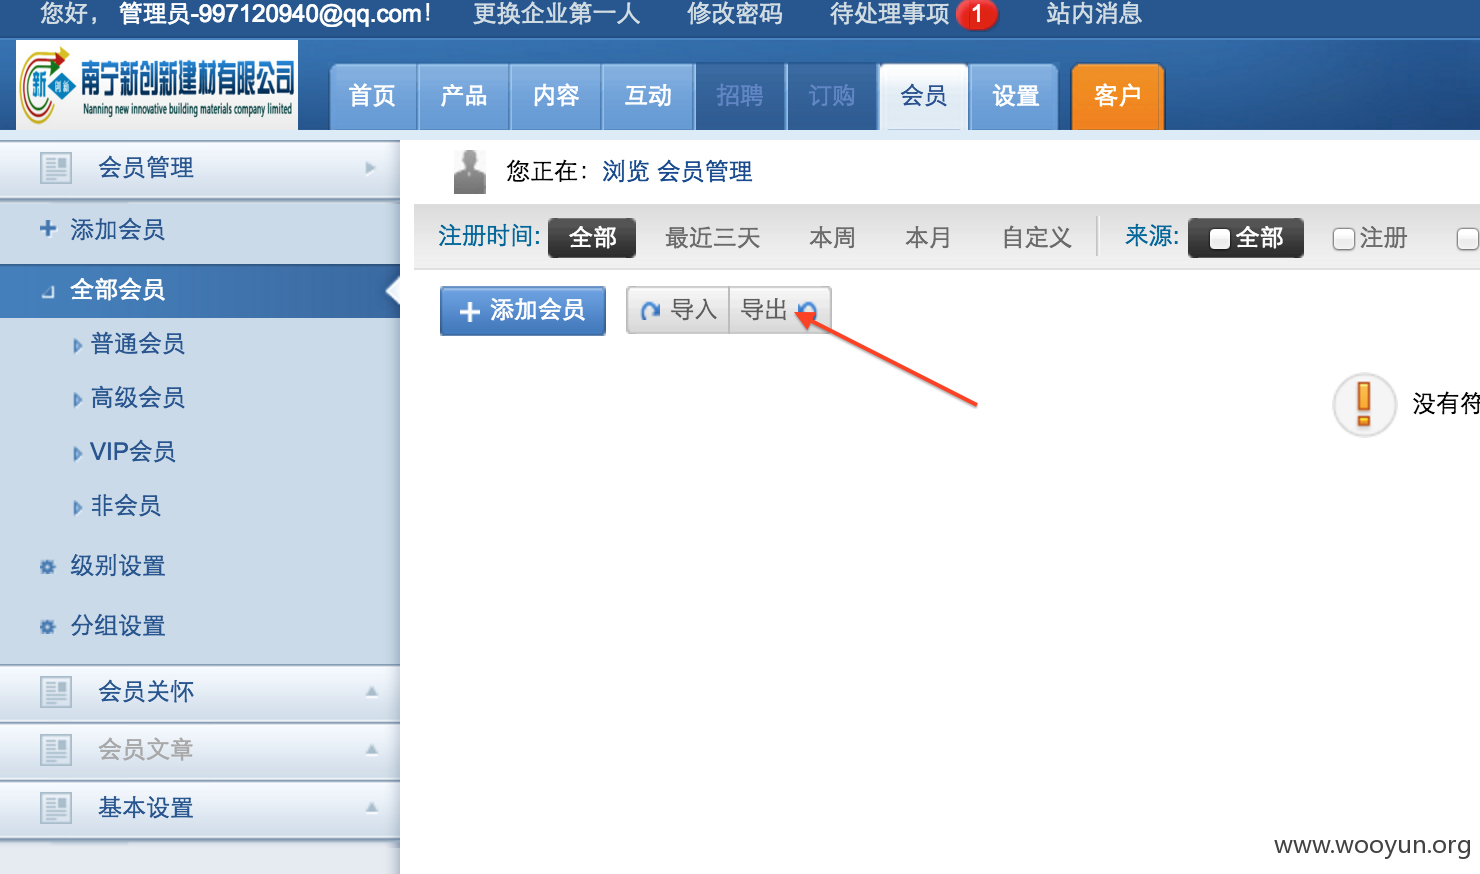 您好，管理员-997120940@qq.com！ 更换企业第一人 修改密码 待处理事项 1 站内消息
新 创新 南宁新创新建材有限公司
Nanning new innovative building materials company limited
首页 产品 内容 互动 招聘 订购 会员 设置 客户
会员管理
您正在：浏览 会员管理
添加会员
注册时间: 全部 最近三天 本周 本月 自定义 来源: 全部 注册
全部会员
添加会员 导入 导出
普通会员
高级会员
没有符
VIP会员
非会员
级别设置
分组设置
会员关怀
会员文章
基本设置
www.wooyun.org